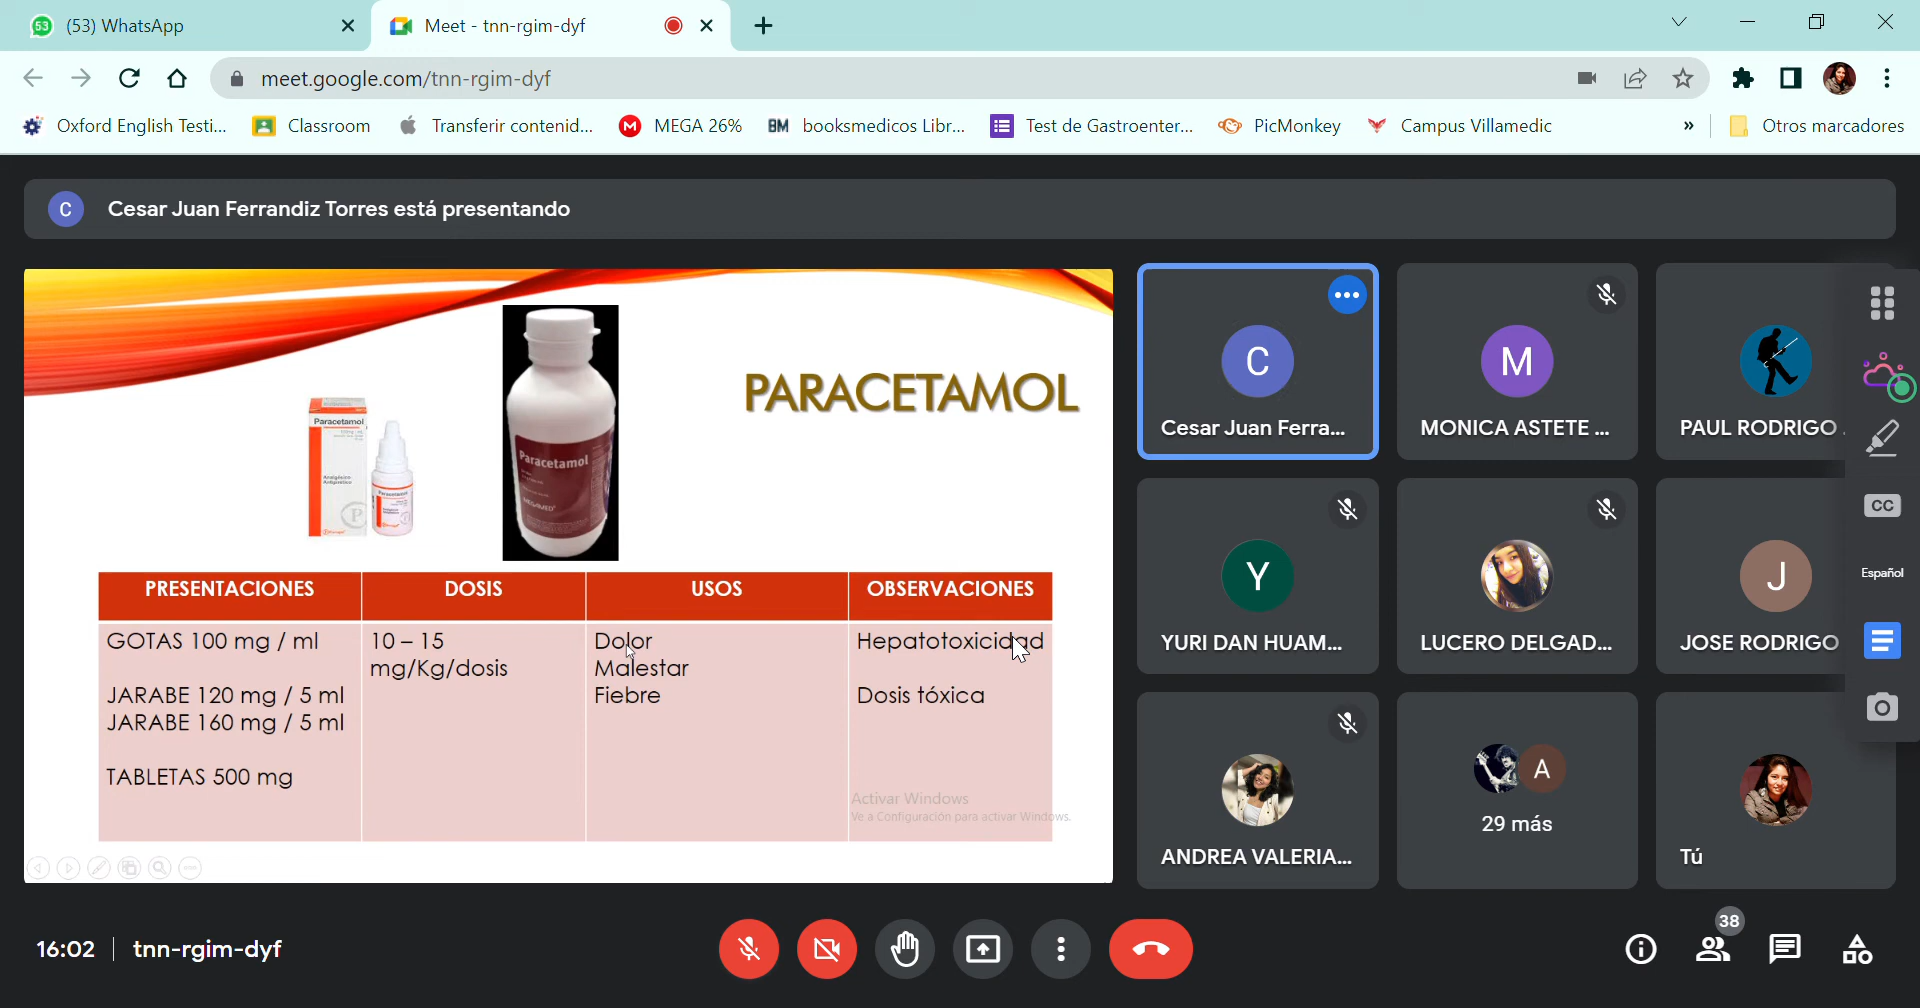 53
(53) WhatsApp
Meet - tnn-rgim-dyf
meet.google.com/tnn-rgim-dyf
Oxford English Testi...
Classroom
Transferir contenid...
M
MEGA 26%
BM
booksmedicos Libr...
Test de Gastroenter...
PicMonkey
Campus Villamedic
»
Otros marcadores
C
Cesar Juan Ferrandiz Torres está presentando
PARACETAMOL
Paracetamol
Analgésico
Antipirético
Paracetamol
Paracetamol
PRESENTACIONES
DOSIS
USOS
OBSERVACIONES
GOTAS 100 mg / ml
JARABE 120 mg / 5 ml
JARABE 160 mg / 5 ml
TABLETAS 500 mg
10 – 15
mg/Kg/dosis
Dolor
Malestar
Fiebre
Hepatotoxicidad
Dosis tóxica
Activar Windows
Ve a Configuración para activar Windows.
C
Cesar Juan Ferra...
M
MONICA ASTETE ...
PAUL RODRIGO .
Y
YURI DAN HUAM...
LUCERO DELGAD...
J
JOSE RODRIGO
ANDREA VALERIA...
A
29 más
Tú
CC
Español
16:02
tnn-rgim-dyf
38